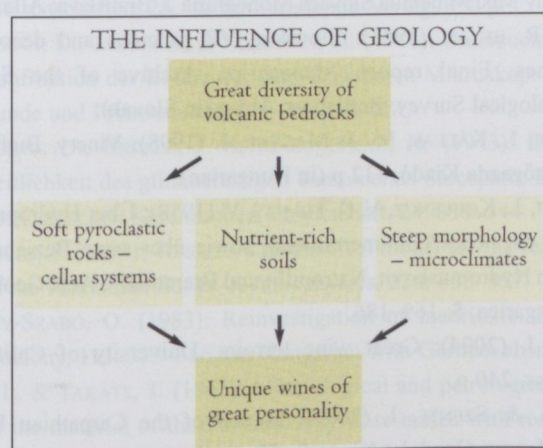 THE INFLUENCE OF GEOLOGY
Great diversity of
volcanic bedrocks
Soft pyroclastic
rocks –
cellar systems
Nutrient-rich
soils
Steep morphology
– microclimates
Unique wines of
great personality